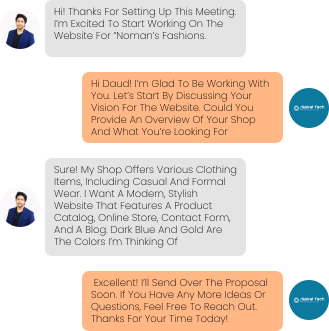 Hi! Thanks For Setting Up This Meeting.
I'm Excited To Start Working On The
Website For "Noman's Fashions.
Hi Daud! I'm Glad To Be Working With
You. Let's Start By Discussing Your
Vision For The Website. Could You
Provide An Overview Of Your Shop
And What You're Looking For
Spiral Tech
Sure! My Shop Offers Various Clothing
Items, Including Casual And Formal
Wear. I Want A Modern, Stylish
Website That Features A Product
Catalog, Online Store, Contact Form,
And A Blog. Dark Blue And Gold Are
The Colors I'm Thinking Of
Excellent! I'll Send Over The Proposal
Soon. If You Have Any More Ideas Or
Questions, Feel Free To Reach Out.
Thanks For Your Time Today!
Spiral Tech